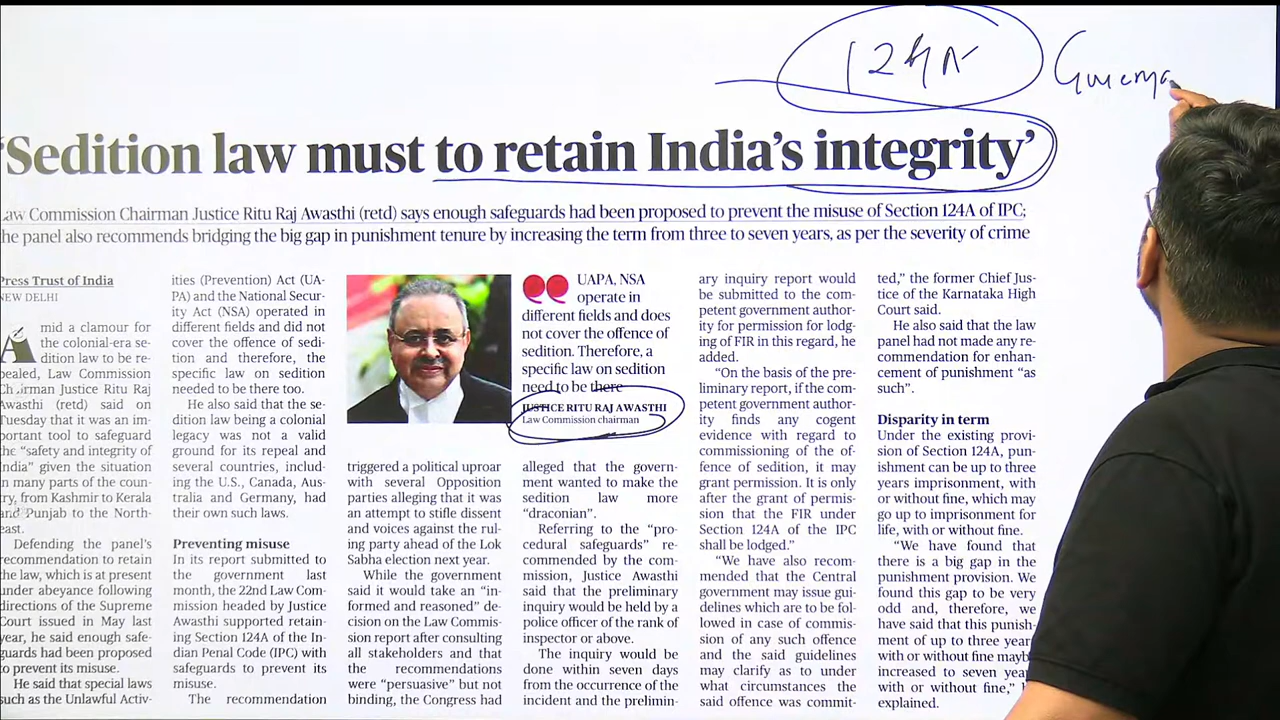 124A
Governa
‘Sedition law must to retain India’s integrity’
Law Commission Chairman Justice Ritu Raj Awasthi (retd) says enough safeguards had been proposed to prevent the misuse of Section 124A of IPC;
the panel also recommends bridging the big gap in punishment tenure by increasing the term from three to seven years, as per the severity of crime
Press Trust of India
NEW DELHI
Amid a clamour for
the colonial-era se-
dition law to be re-
pealed, Law Commission
Chairman Justice Ritu Raj
Awasthi (retd) said on
Tuesday that it was an im-
portant tool to safeguard
the “safety and integrity of
India” given the situation
in many parts of the coun-
try, from Kashmir to Kerala
and Punjab to the North-
east.
Defending the panel’s
recommendation to retain
the law, which is at present
under abeyance following
directions of the Supreme
Court issued in May last
year, he said enough safe-
guards had been proposed
to prevent its misuse.
He said that special laws
such as the Unlawful Activ-
ities (Prevention) Act (UA-
PA) and the National Secur-
ity Act (NSA) operated in
different fields and did not
cover the offence of sedi-
tion and therefore, the
specific law on sedition
needed to be there too.
He also said that the se-
dition law being a colonial
legacy was not a valid
ground for its repeal and
several countries, includ-
ing the U.S., Canada, Aus-
tralia and Germany, had
their own such laws.
Preventing misuse
In its report submitted to
the government last
month, the 22nd Law Com-
mission headed by Justice
Awasthi supported retain-
ing Section 124A of the In-
dian Penal Code (IPC) with
safeguards to prevent its
misuse.
The recommendation
triggered a political uproar
with several Opposition
parties alleging that it was
an attempt to stifle dissent
and voices against the rul-
ing party ahead of the Lok
Sabha election next year.
While the government
said it would take an “in-
formed and reasoned” de-
cision on the Law Commis-
sion report after consulting
all stakeholders and that
the recommendations
were “persuasive” but not
binding, the Congress had
UAPA, NSA
operate in
different fields and does
not cover the offence of
sedition. Therefore, a
specific law on sedition
need to be there
JUSTICE RITU RAJ AWASTHI
Law Commission chairman
alleged that the govern-
ment wanted to make the
sedition law more
“draconian”.
Referring to the “pro-
cedural safeguards” re-
commended by the com-
mission, Justice Awasthi
said that the preliminary
inquiry would be held by a
police officer of the rank of
inspector or above.
The inquiry would be
done within seven days
from the occurrence of the
incident and the prelimin-
ary inquiry report would
be submitted to the com-
petent government author-
ity for permission for lodg-
ing of FIR in this regard, he
added.
“On the basis of the pre-
liminary report, if the com-
petent government author-
ity finds any cogent
evidence with regard to
commissioning of the of-
fence of sedition, it may
grant permission. It is only
after the grant of permis-
sion that the FIR under
Section 124A of the IPC
shall be lodged.”
“We have also recom-
mended that the Central
government may issue gui-
delines which are to be fol-
lowed in case of commis-
sion of any such offence
and the said guidelines
may clarify as to under
what circumstances the
said offence was commit-
ted,” the former Chief Jus-
tice of the Karnataka High
Court said.
He also said that the law
panel had not made any re-
commendation for enhan-
cement of punishment “as
such”.
Disparity in term
Under the existing provi-
sion of Section 124A, pun-
ishment can be up to three
years imprisonment, with
or without fine, which may
go up to imprisonment for
life, with or without fine.
“We have found that
there is a big gap in the
punishment provision. We
found this gap to be very
odd and, therefore, we
have said that this punish-
ment of up to three year
with or without fine mayb
increased to seven yea
with or without fine,”
explained.